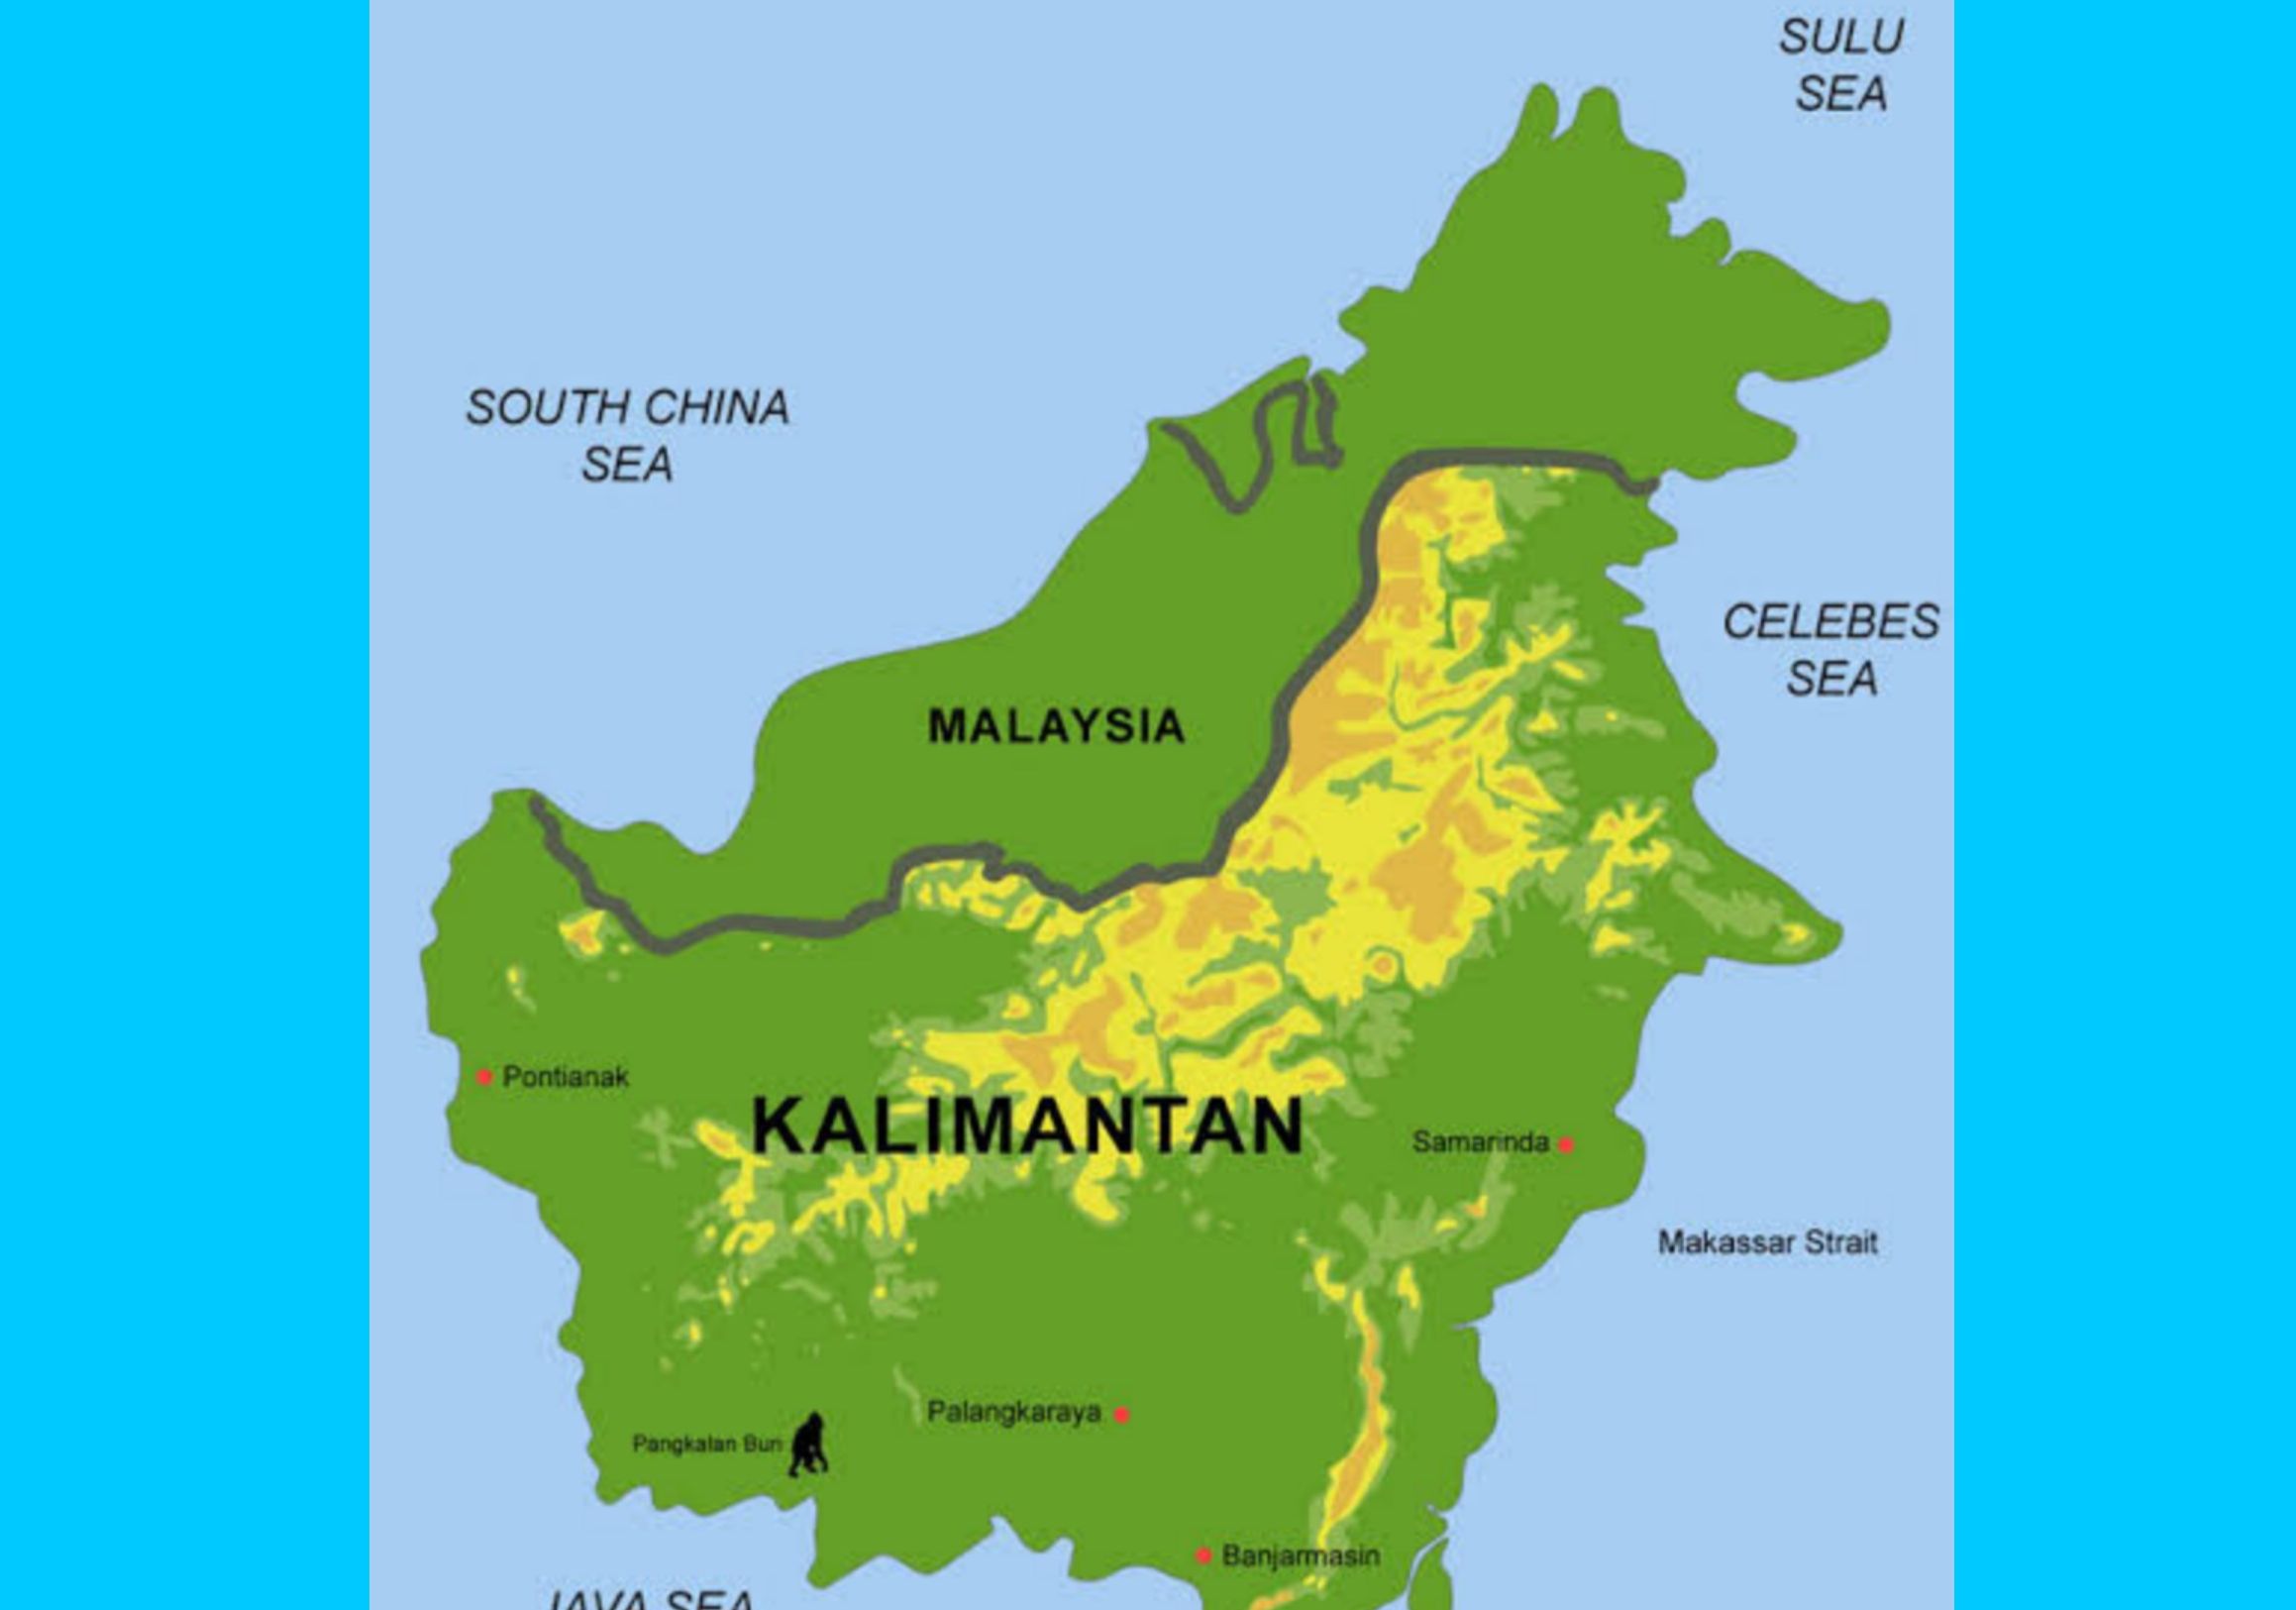 SULU
SEA
SOUTH CHINA
SEA
CELEBES
SEA
MALAYSIA
Pontianak
KALIMANTAN
Samarinda
Makassar Strait
Palangkaraya
Pangkalan Bun
Banjarmasin
JAVA SEA